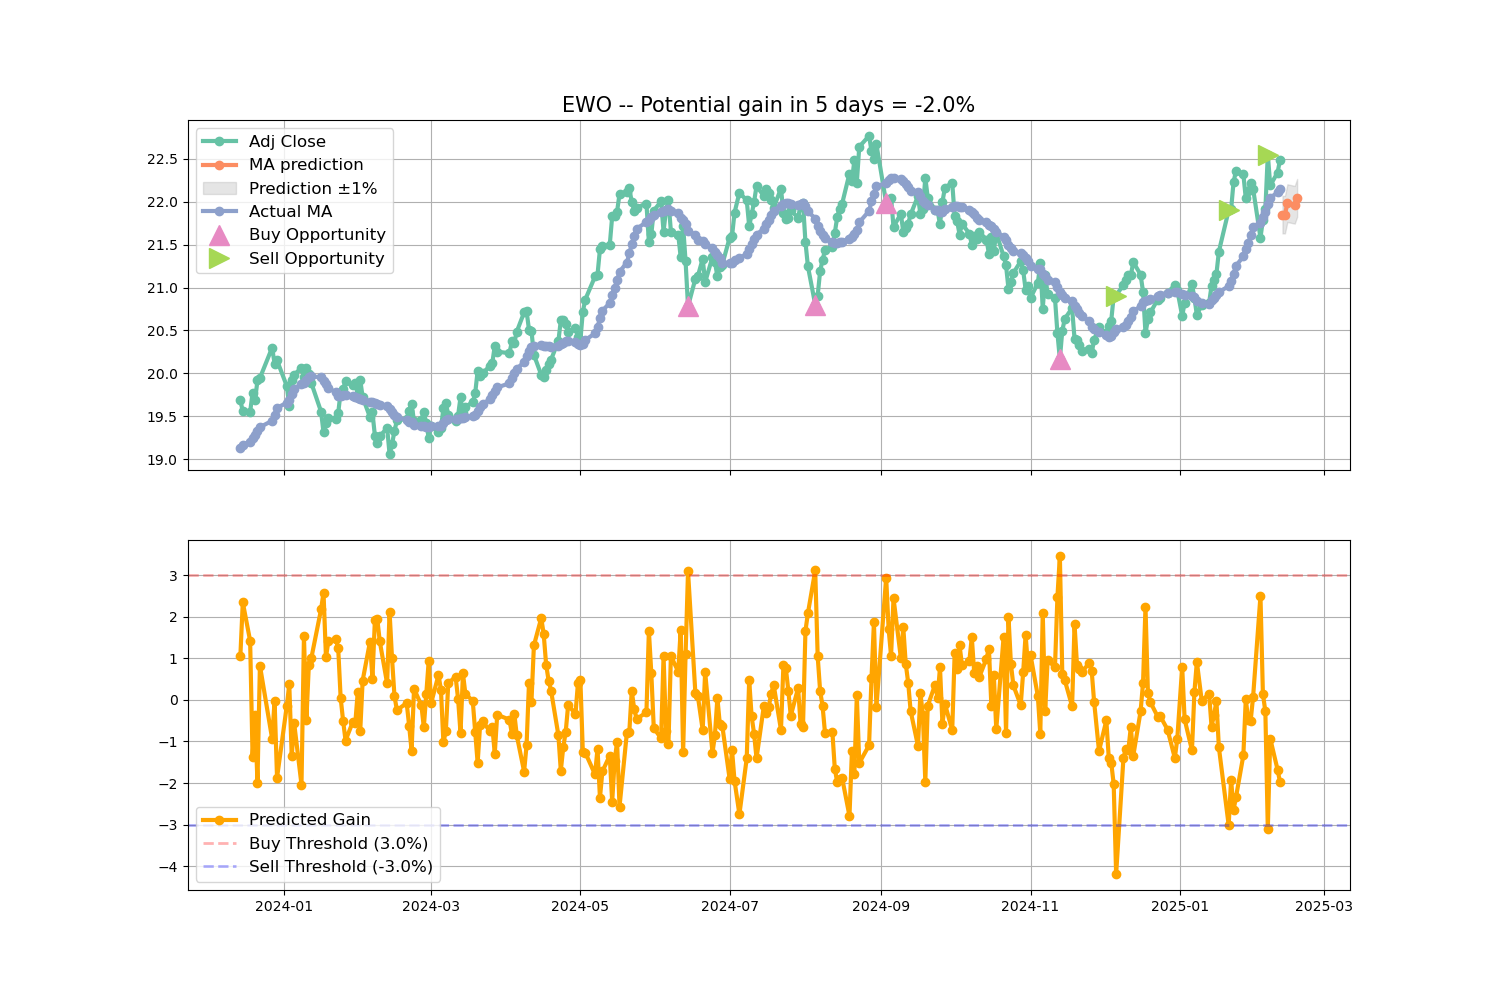 EWO -- Potential gain in 5 days = -2.0%
Adj Close
MA prediction
Prediction ±1%
Actual MA
Buy Opportunity
Sell Opportunity
22.5
22.0
21.5
21.0
20.5
20.0
19.5
19.0
3
2
1
0
−1
−2
−3
−4
Predicted Gain
Buy Threshold (3.0%)
Sell Threshold (-3.0%)
2024-01 2024-03 2024-05 2024-07 2024-09 2024-11 2025-01 2025-03